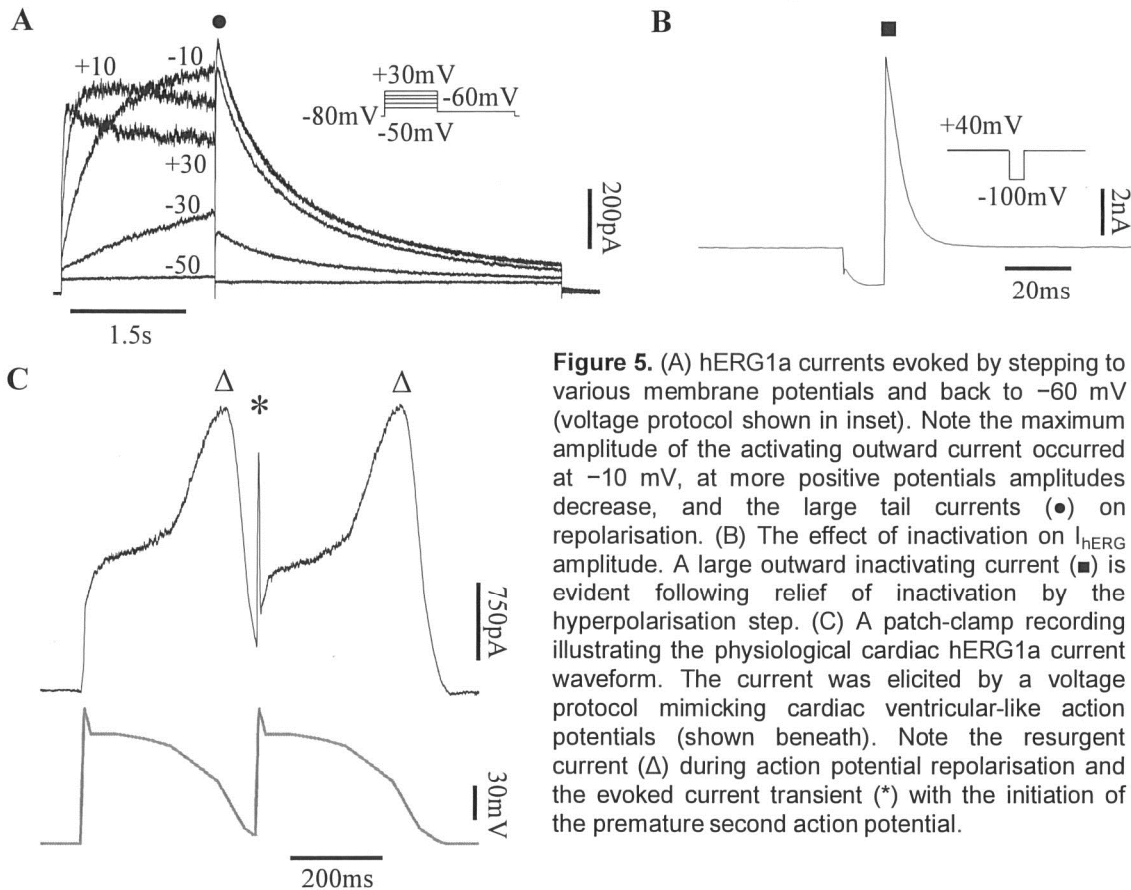 A
+10
-10
+30
-30
-50
+30mV
-60mV
-80mV
-50mV
200pA
1.5s
B
+40mV
-100mV
2nA
20ms
C
Δ
*
Δ
750pA
30mV
200ms
Figure 5. (A) hERG1a currents evoked by stepping to
various membrane potentials and back to −60 mV
(voltage protocol shown in inset). Note the maximum
amplitude of the activating outward current occurred
at −10 mV, at more positive potentials amplitudes
decrease, and the large tail currents (●) on
repolarisation. (B) The effect of inactivation on IhERG
amplitude. A large outward inactivating current (■) is
evident following relief of inactivation by the
hyperpolarisation step. (C) A patch-clamp recording
illustrating the physiological cardiac hERG1a current
waveform. The current was elicited by a voltage
protocol mimicking cardiac ventricular-like action
potentials (shown beneath). Note the resurgent
current (Δ) during action potential repolarisation and
the evoked current transient (*) with the initiation of
the premature second action potential.